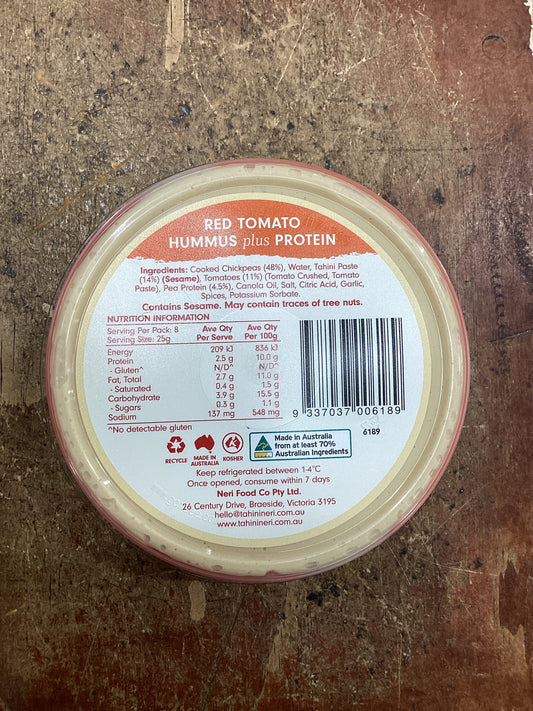 RED TOMATO
HUMMUS plus PROTEIN
Ingredients: Cooked Chickpeas (48%), Water, Tahini Paste
(14%) (Sesame), Tomatoes (11%) (Tomato Crushed, Tomato
Paste), Pea Protein (4.5%), Canola Oil, Salt, Citric Acid, Garlic,
Spices, Potassium Sorbate.
Contains Sesame. May contain traces of tree nuts.
NUTRITION INFORMATION
Serving Per Pack: 8
Serving Size: 25g
Ave Qty Per Serve
Ave Qty Per 100g
Energy 209 kJ 836 kJ
Protein 2.5 g 10.0 g
- Gluten^ N/D^ N/D^
Fat, Total 2.7 g 11.0 g
- Saturated 0.4 g 1.5 g
Carbohydrate 3.9 g 15.5 g
- Sugars 0.3 g 1.1 g
Sodium 137 mg 548 mg
^No detectable gluten
9 337037 006189
6189
RECYCLE
MADE IN
AUSTRALIA
KOSHER
Made in Australia
from at least 70%
Australian Ingredients
Keep refrigerated between 1-4°C
Once opened, consume within 7 days
Neri Food Co Pty Ltd.
26 Century Drive, Braeside, Victoria 3195
hello@tahinineri.com.au
www.tahinineri.com.au